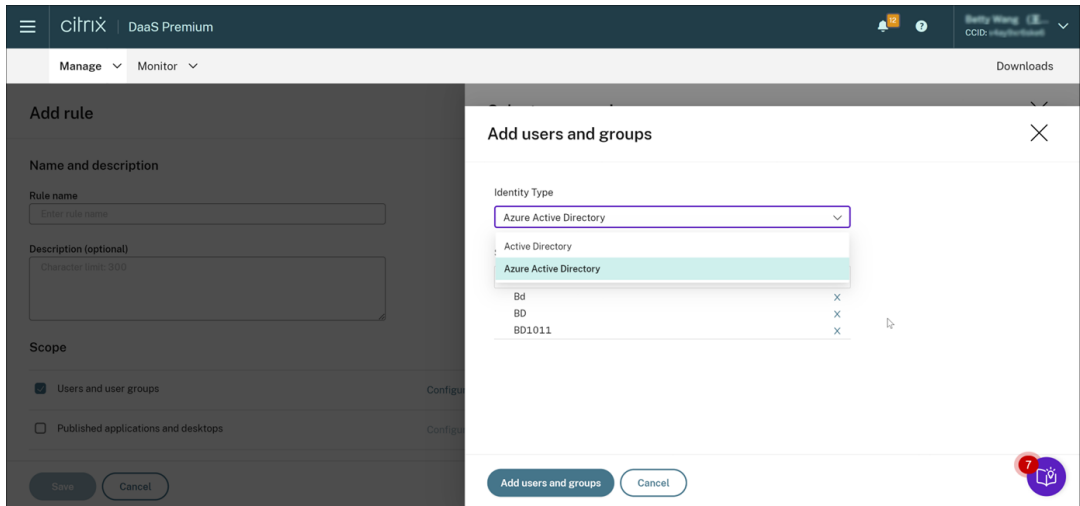 citrix DaaS Premium
12
?
CCID:
Manage
Monitor
Downloads
Add rule
Name and description
Rule name
Enter rule name
Description (optional)
Character limit: 300
Scope
Users and user groups
Published applications and desktops
Save
Cancel
Add users and groups
Identity Type
Azure Active Directory
Active Directory
Azure Active Directory
Bd X
BD X
BD1011 X
Add users and groups
Cancel
7